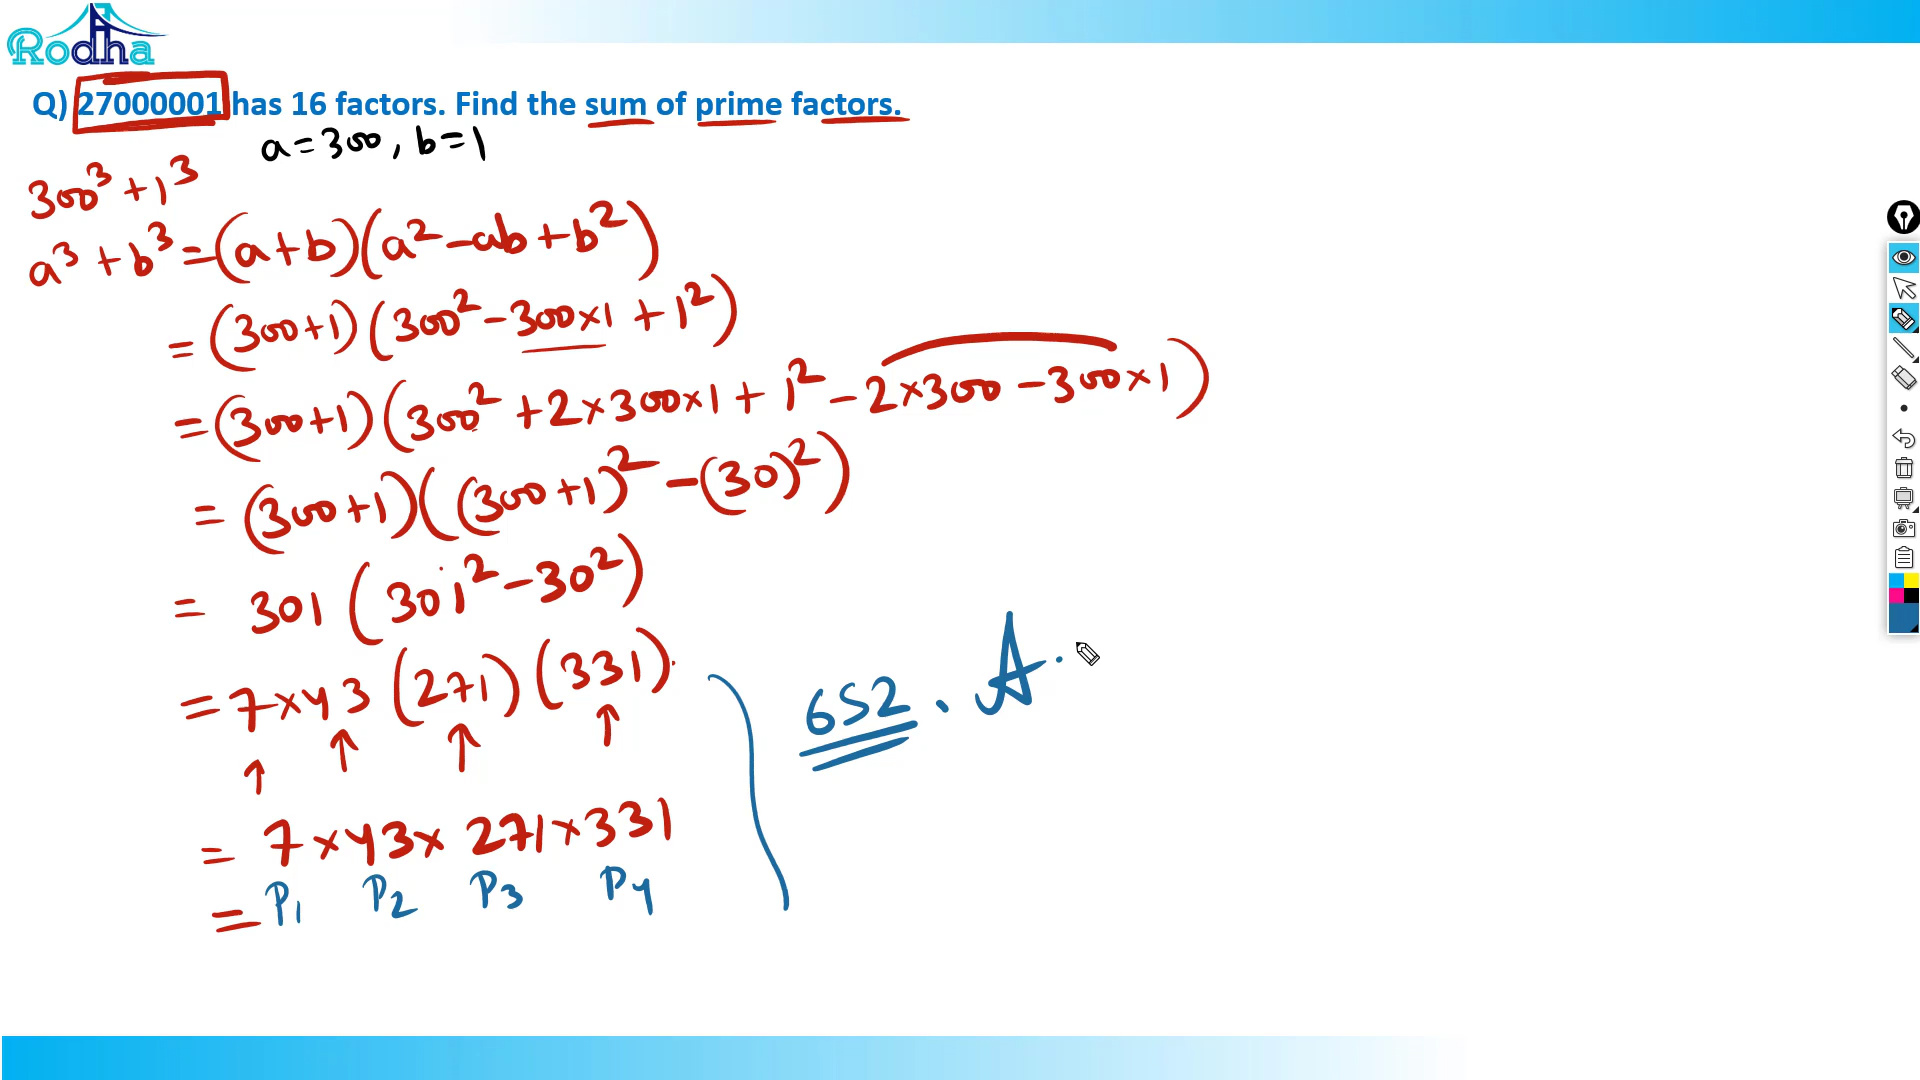 Rodha
Q) 27000001 has 16 factors. Find the sum of prime factors.
a=300, b=1
300³+1³
a³+b³=(a+b)(a²-ab+b²)
=(300+1)(300²-300×1+1²)
=(300+1)(300²+2×300×1+1²-2×300-300×1)
=(300+1)((300+1)²-(30)²)
= 301(301²-30²)
=7×43(271)(331)
652. A.
= 7×43×271×331
= P1 P2 P3 P4